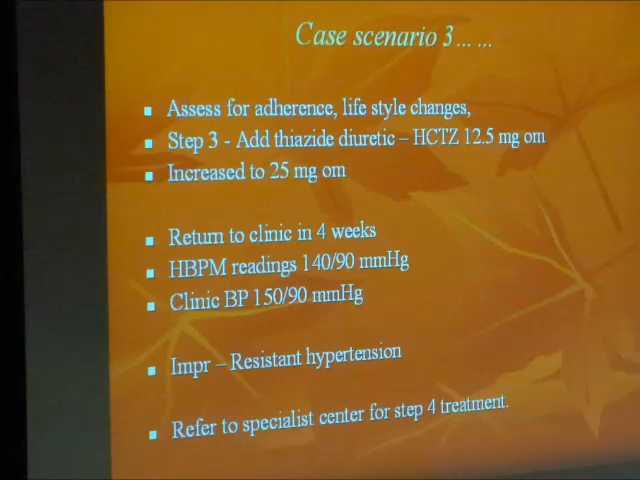 Case scenario 3……
▪ Assess for adherence, life style changes,
▪ Step 3 - Add thiazide diuretic – HCTZ 12.5 mg om
▪ Increased to 25 mg om
▪ Return to clinic in 4 weeks
▪ HBPM readings 140/90 mmHg
▪ Clinic BP 150/90 mmHg
▪ Impr – Resistant hypertension
▪ Refer to specialist center for step 4 treatment.